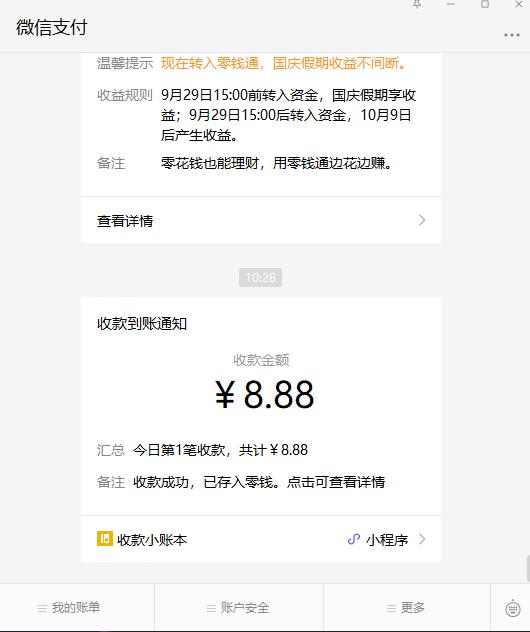 微信支付
温馨提示 现在转入零钱通，国庆假期收益不间断。
收益规则 9月29日15:00前转入资金，国庆假期享收
益；9月29日15:00后转入资金，10月9日
后产生收益。
备注 零花钱也能理财，用零钱通边花边赚。
查看详情
10:28
收款到账通知
收款金额
￥8.88
汇总 今日第1笔收款，共计￥8.88
备注 收款成功，已存入零钱。点击可查看详情
收款小账本 小程序
我的账单 账户安全 更多